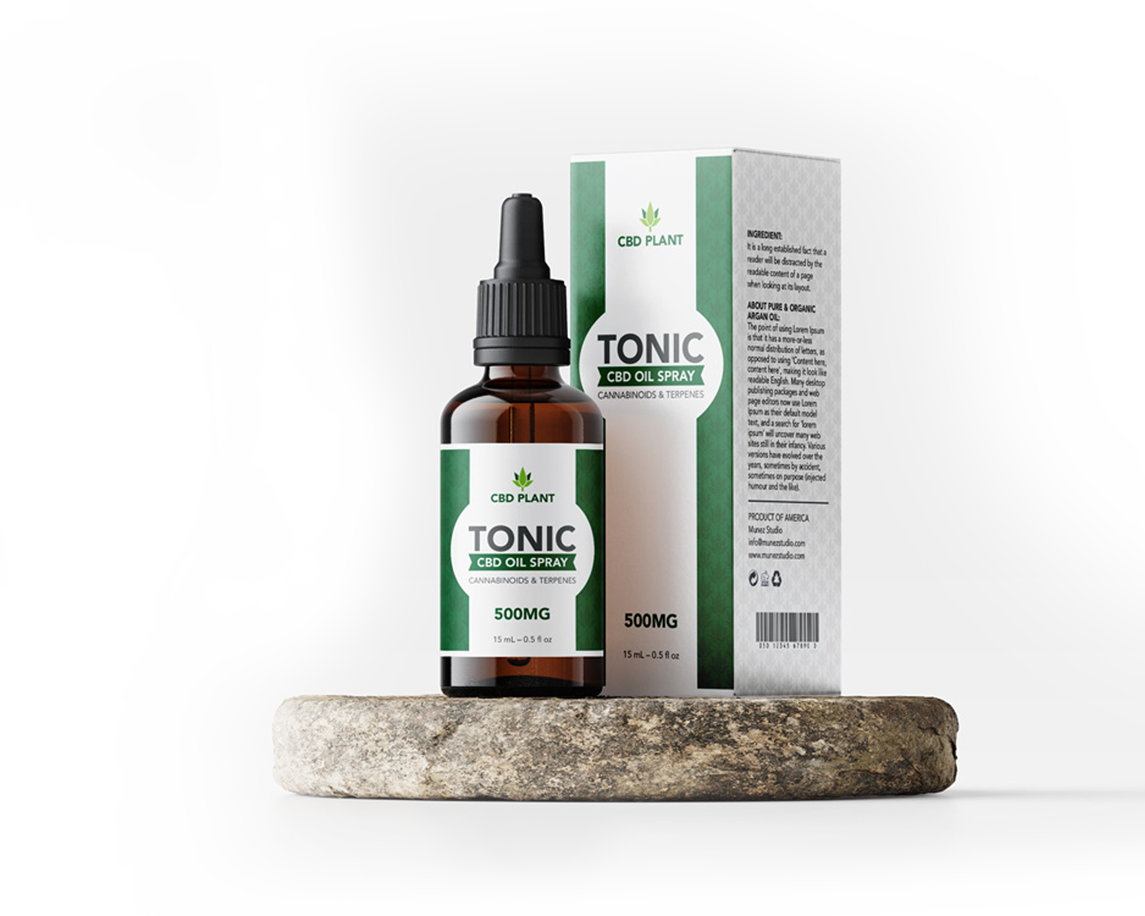 CBD PLANT
TONIC
CBD OIL SPRAY
CANNABINOIDS & TERPENES
500MG
15 mL – 0.5 fl oz
CBD PLANT
TONIC
CBD OIL SPRAY
CANNABINOIDS & TERPENES
500MG
15 mL – 0.5 fl oz
INGREDIENT:
It is a long established fact that a
reader will be distracted by the
readable content of a page
when looking at its layout.
ABOUT PURE & ORGANIC
ARGAN OIL:
The point of using Lorem Ipsum
is that it has a more-or-less
normal distribution of letters, as
opposed to using 'Content here,
content here', making it look like
readable English. Many desktop
publishing packages and web
page editors now use Lorem
Ipsum as their default model
text, and a search for 'lorem
ipsum' will uncover many web
sites still in their infancy. Various
versions have evolved over the
years, sometimes by accident,
sometimes on purpose (injected
humour and the like).
PRODUCT OF AMERICA
Munez Studio
info@munezstudio.com
www.munezstudio.com
12345 67890